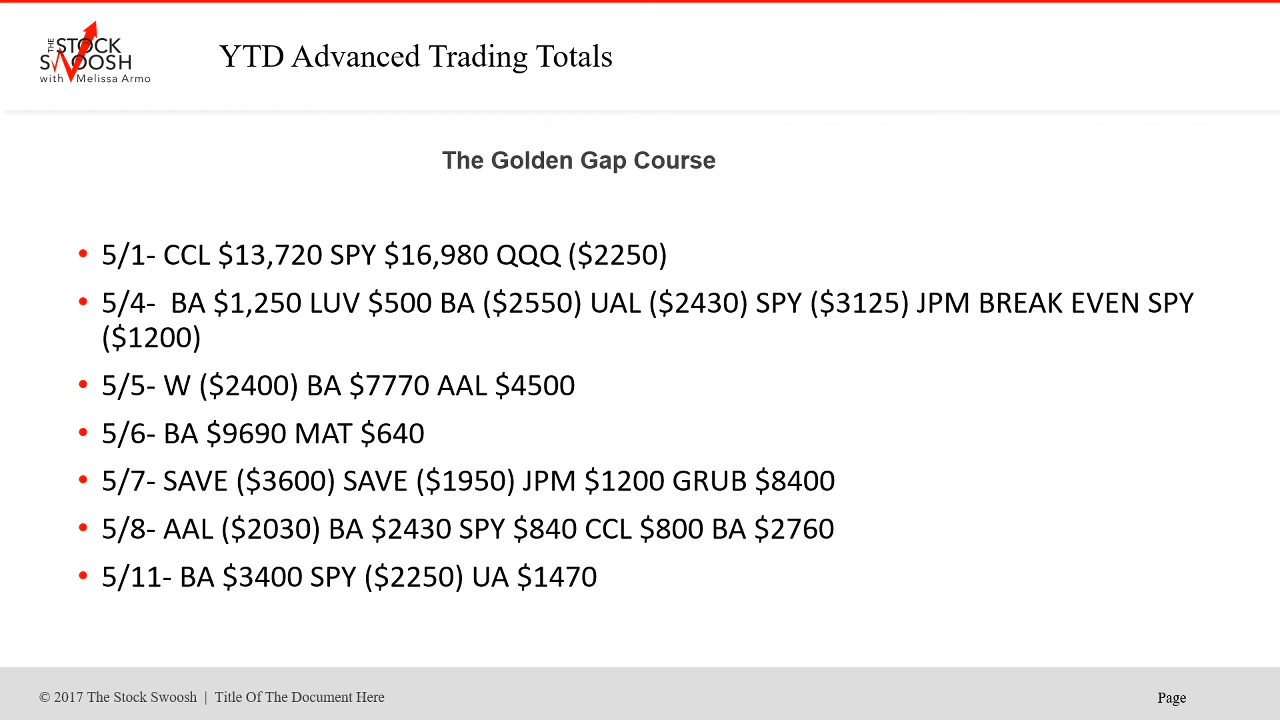 THE STOCK
SWOOSH
with Melissa Armo
YTD Advanced Trading Totals
The Golden Gap Course
• 5/1- CCL $13,720 SPY $16,980 QQQ ($2250)
• 5/4-  BA $1,250 LUV $500 BA ($2550) UAL ($2430) SPY ($3125) JPM BREAK EVEN SPY
($1200)
• 5/5- W ($2400) BA $7770 AAL $4500
• 5/6- BA $9690 MAT $640
• 5/7- SAVE ($3600) SAVE ($1950) JPM $1200 GRUB $8400
• 5/8- AAL ($2030) BA $2430 SPY $840 CCL $800 BA $2760
• 5/11- BA $3400 SPY ($2250) UA $1470
© 2017 The Stock Swoosh | Title Of The Document Here
Page